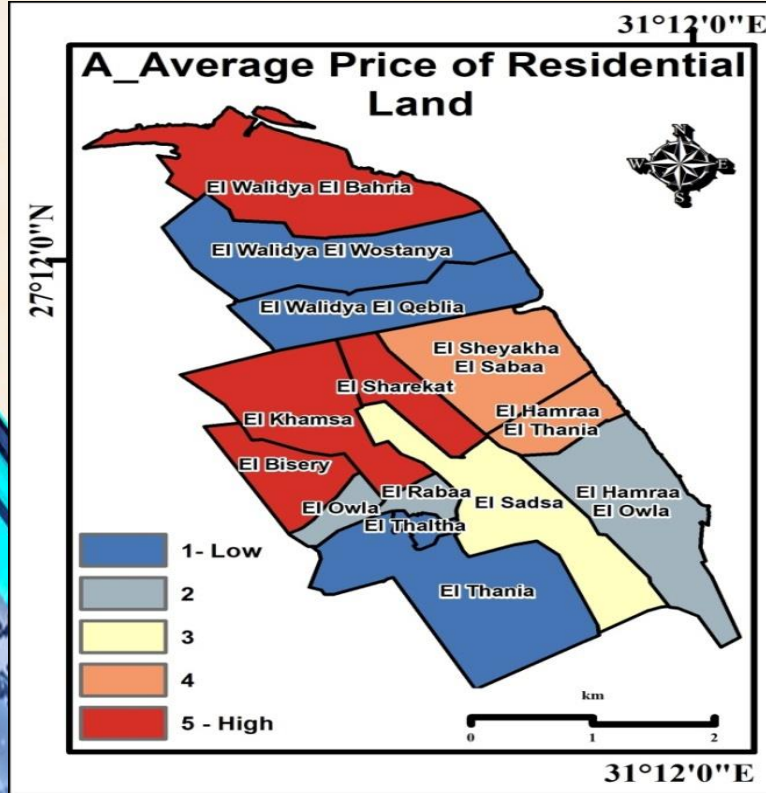 31°12'0"E
A_Average Price of Residential
Land
N
W E
S
27°12'0"N
El Walidya El Bahria
El Walidya El Wostanya
El Walidya El Qeblia
El Sheyakha
El Sabaa
El Sharekat
El Hamraa
El Thania
El Khamsa
El Bisery
El Rabaa
El Owla
El Sadsa
El Hamraa
El Owla
El Thaltha
El Thania
1- Low
2
3
4
5 - High
km
0 1 2
31°12'0"E